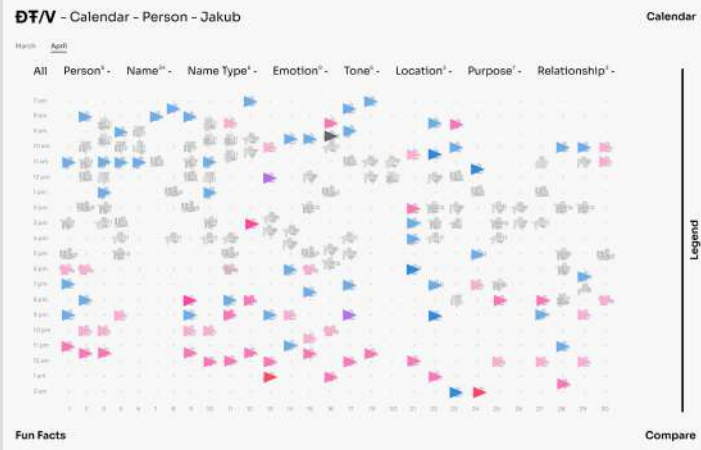 ĐŦ/V – Calendar – Person – Jakub
Calendar
March April
All Person - Name - Name Type - Emotion - Tone - Location - Purpose - Relationship -
7 am
8 am
9 am
10 am
11 am
12 pm
1 pm
2 pm
3 pm
4 pm
5 pm
6 pm
7 pm
8 pm
9 pm
10 pm
11 pm
12 am
1 am
2 am
1 2 3 4 5 6 7 8 9 10 11 12 13 14 15 16 17 18 19 20 21 22 23 24 25 26 27 28 29 30
Legend
Fun Facts
Compare